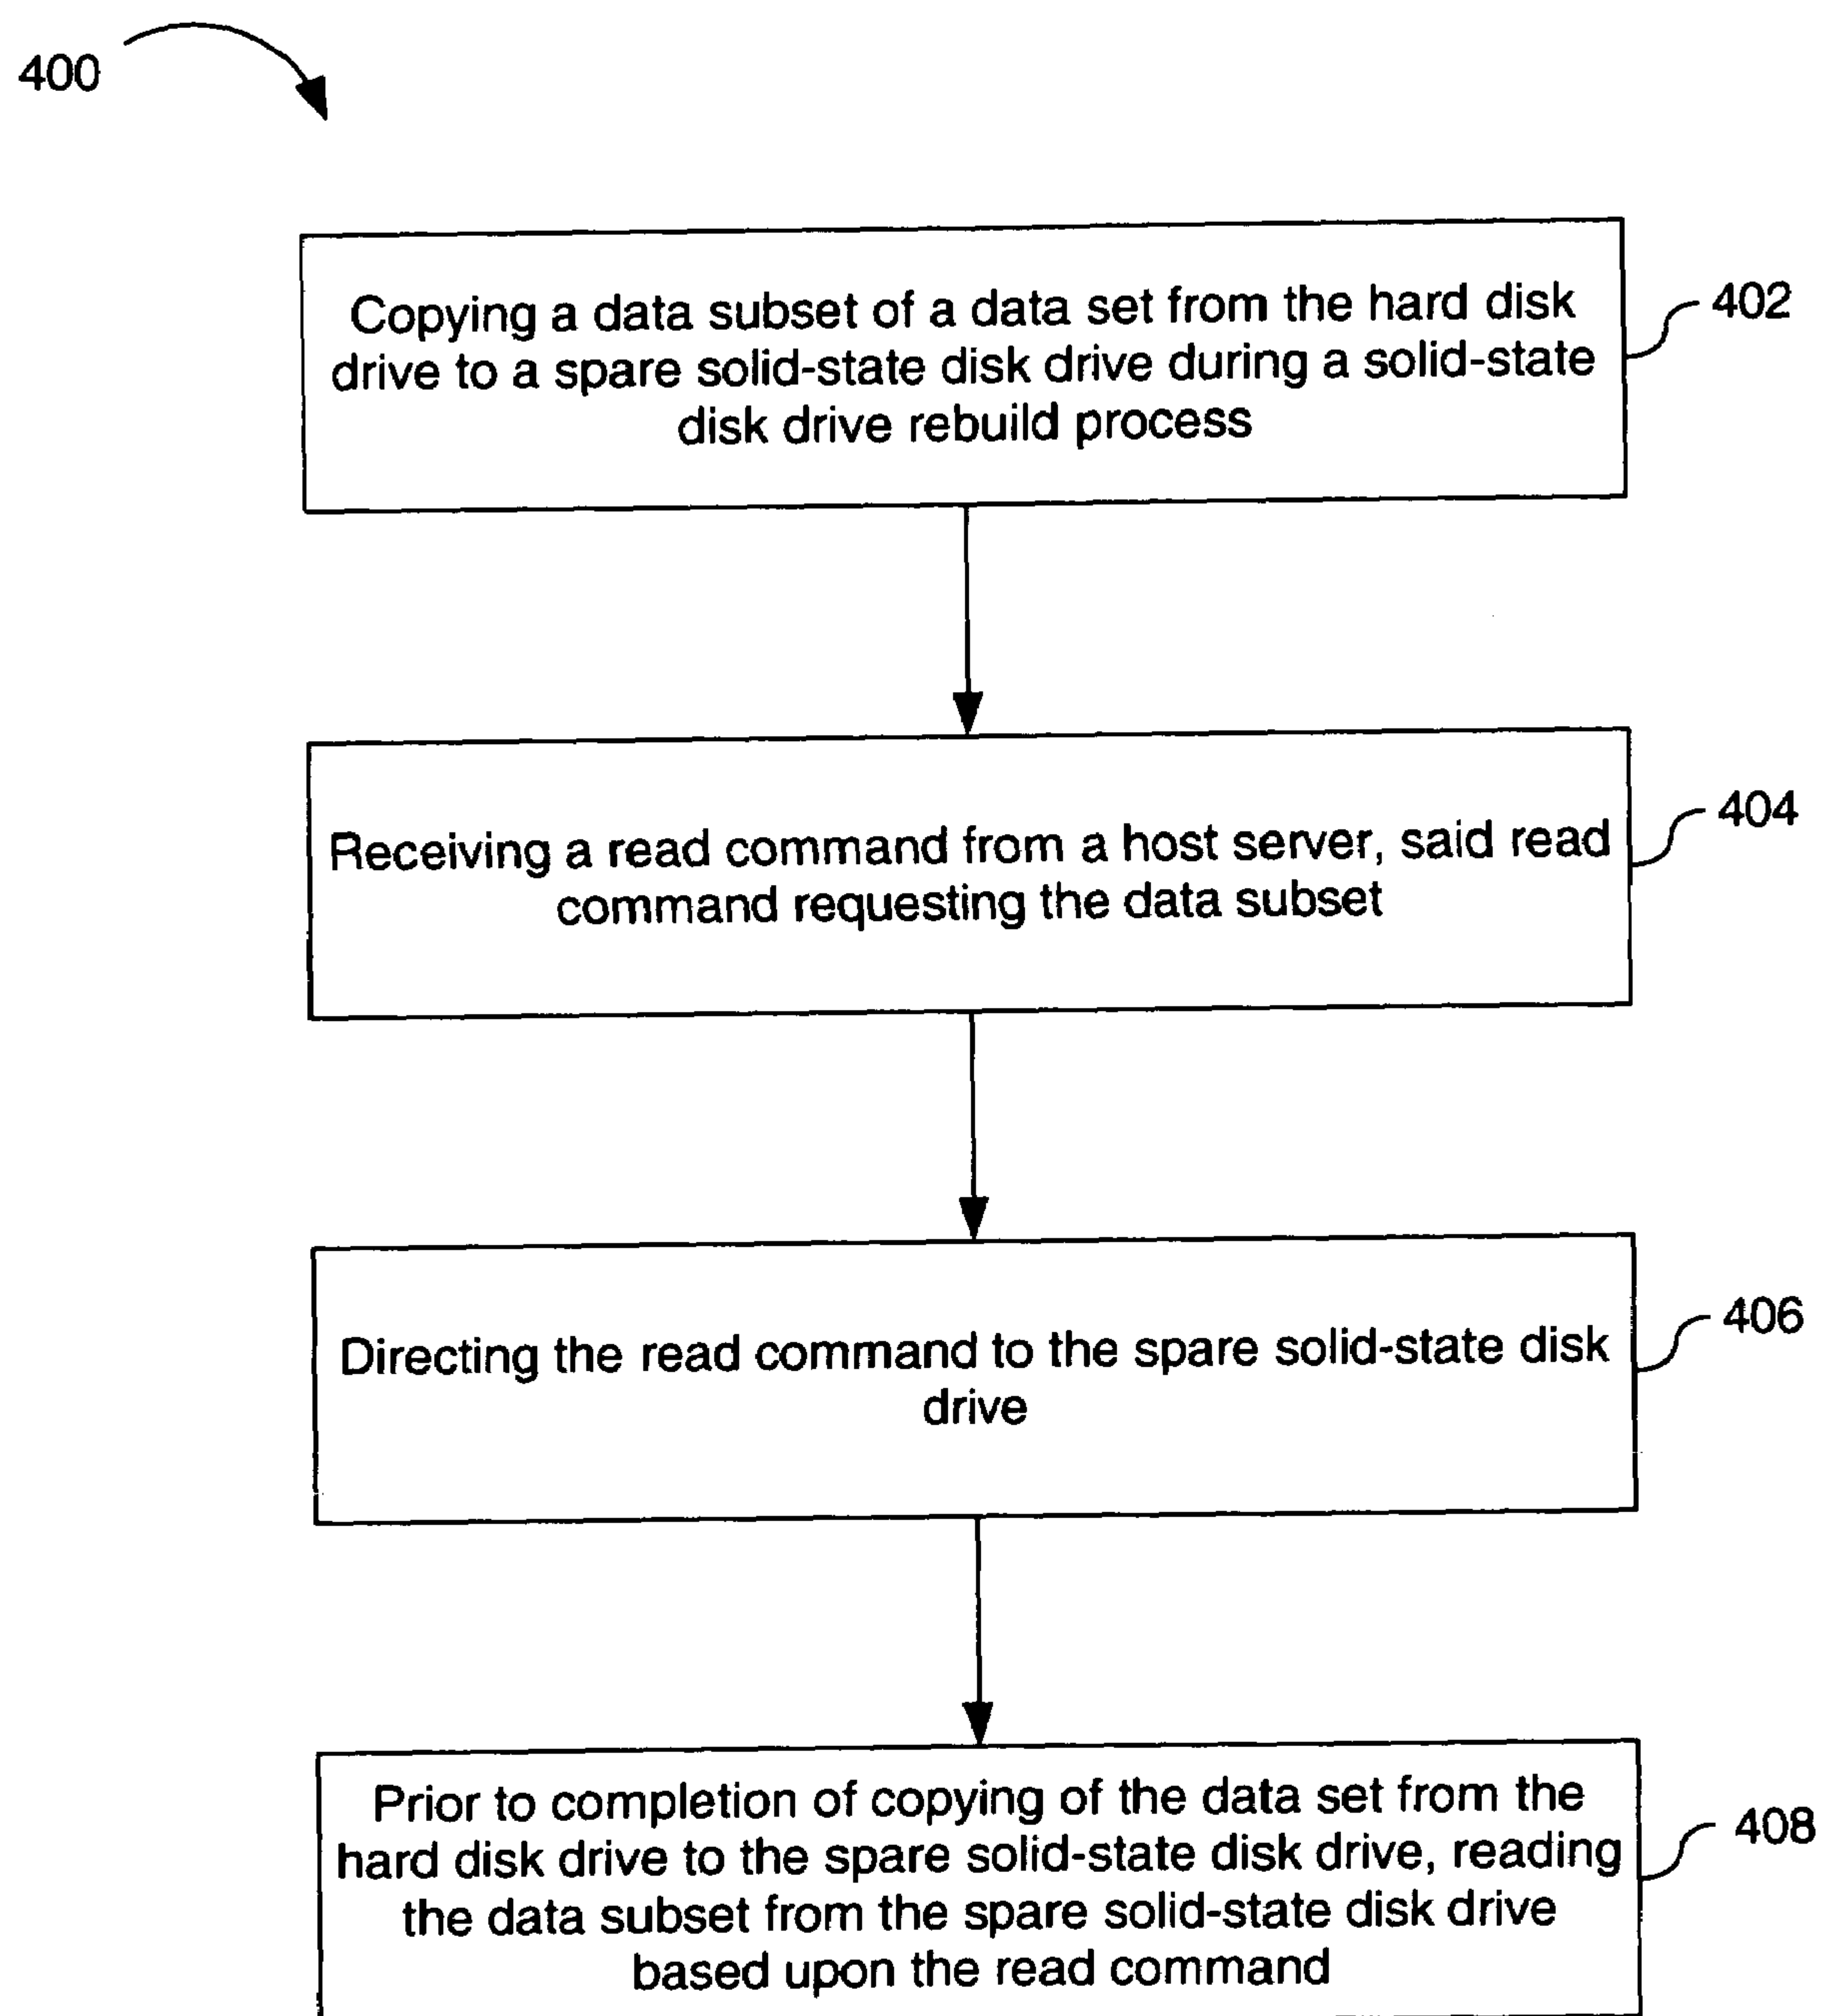 400
Copying a data subset of a data set from the hard disk
drive to a spare solid-state disk drive during a solid-state
disk drive rebuild process
402
Receiving a read command from a host server, said read
command requesting the data subset
404
Directing the read command to the spare solid-state disk
drive
406
Prior to completion of copying of the data set from the
hard disk drive to the spare solid-state disk drive, reading
the data subset from the spare solid-state disk drive
based upon the read command
408